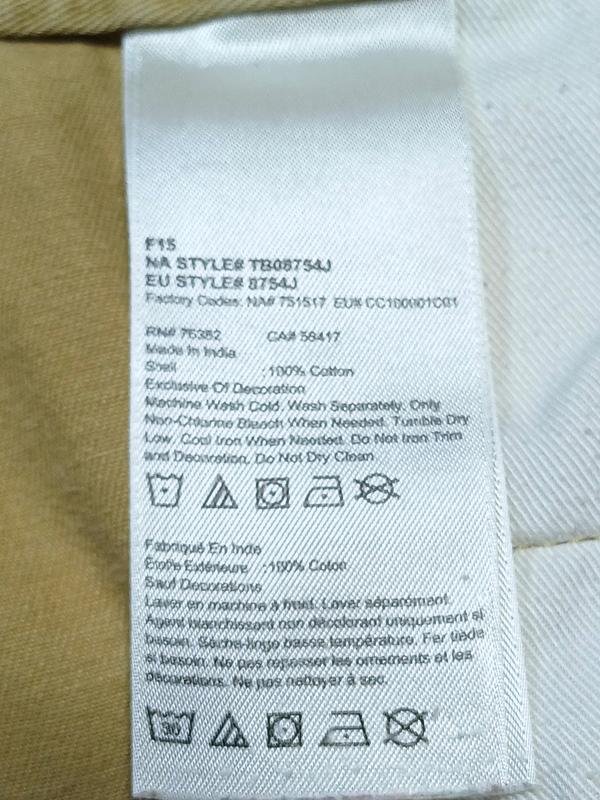 F15
NA STYLE# TB08754J
EU STYLE# 8754J
Factory Codes: NA# 751517 EU# CC100001C01
RN# 76382 CA# 58417
Made In India
Shell :100% Cotton
Exclusive Of Decoration
Machine Wash Cold. Wash Separately. Only
Non-Chlorine Bleach When Needed. Tumble Dry
Low. Cool Iron When Needed. Do Not Iron Trim
and Decoration. Do Not Dry Clean
Fabriqué En Inde
Étoffe Extérieure :100% Coton
Sauf Decorations
Laver en machine à froid. Laver séparément.
Agent blanchissant non décolorant uniquement si
besoin. Sèche-linge basse température. Fer tiède
si besoin. Ne pas repasser les ornements et les
décorations. Ne pas nettoyer à sec.
30